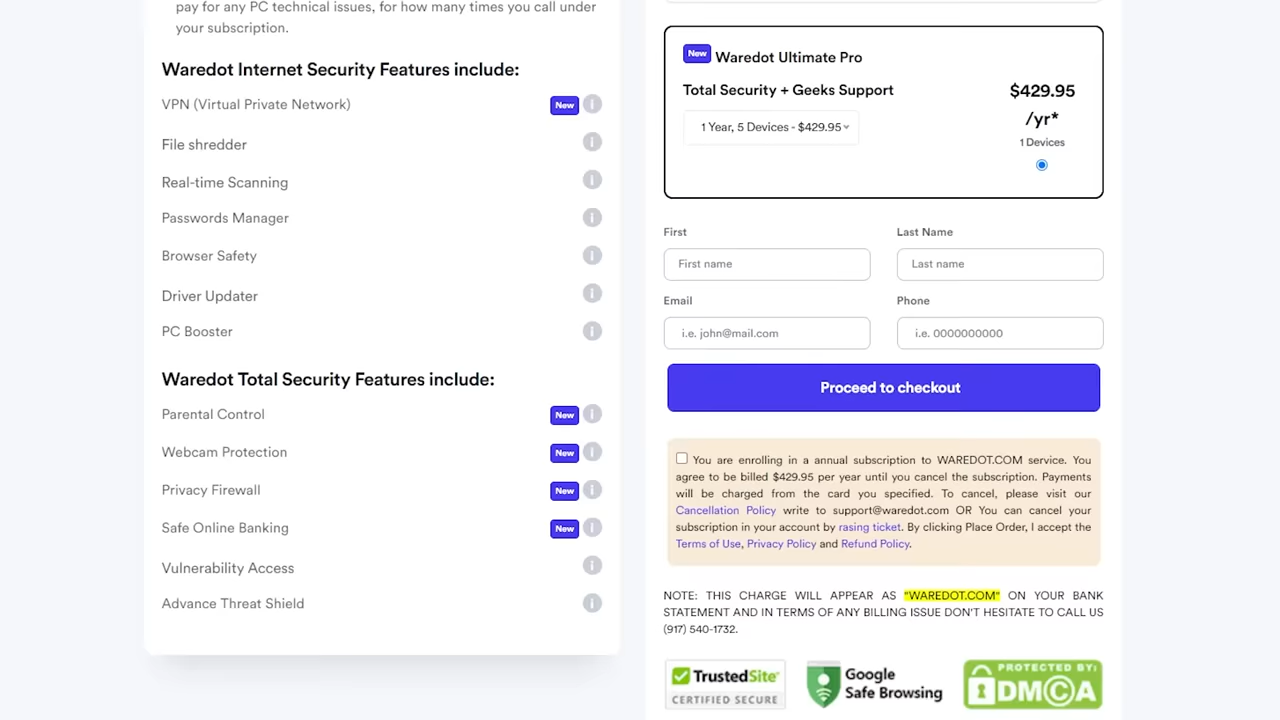 pay for any PC technical issues, for how many times you call under
your subscription.
Waredot Internet Security Features include:
VPN (Virtual Private Network) New i
File shredder i
Real-time Scanning i
Passwords Manager i
Browser Safety i
Driver Updater i
PC Booster i
Waredot Total Security Features include:
Parental Control New i
Webcam Protection New i
Privacy Firewall New i
Safe Online Banking New i
Vulnerability Access i
Advance Threat Shield i
New Waredot Ultimate Pro
Total Security + Geeks Support
1 Year, 5 Devices - $429.95
$429.95
/yr*
1 Devices
First
First name
Last Name
Last name
Email
i.e. john@mail.com
Phone
i.e. 0000000000
Proceed to checkout
You are enrolling in a annual subscription to WAREDOT.COM service. You
agree to be billed $429.95 per year until you cancel the subscription. Payments
will be charged from the card you specified. To cancel, please visit our
Cancellation Policy write to support@waredot.com OR You can cancel your
subscription in your account by rasing ticket. By clicking Place Order, I accept the
Terms of Use, Privacy Policy and Refund Policy.
NOTE: THIS CHARGE WILL APPEAR AS "WAREDOT.COM" ON YOUR BANK
STATEMENT AND IN TERMS OF ANY BILLING ISSUE DON'T HESITATE TO CALL US
(917) 540-1732.
TrustedSite
CERTIFIED SECURE
Google
Safe Browsing
PROTECTED BY:
DMCA